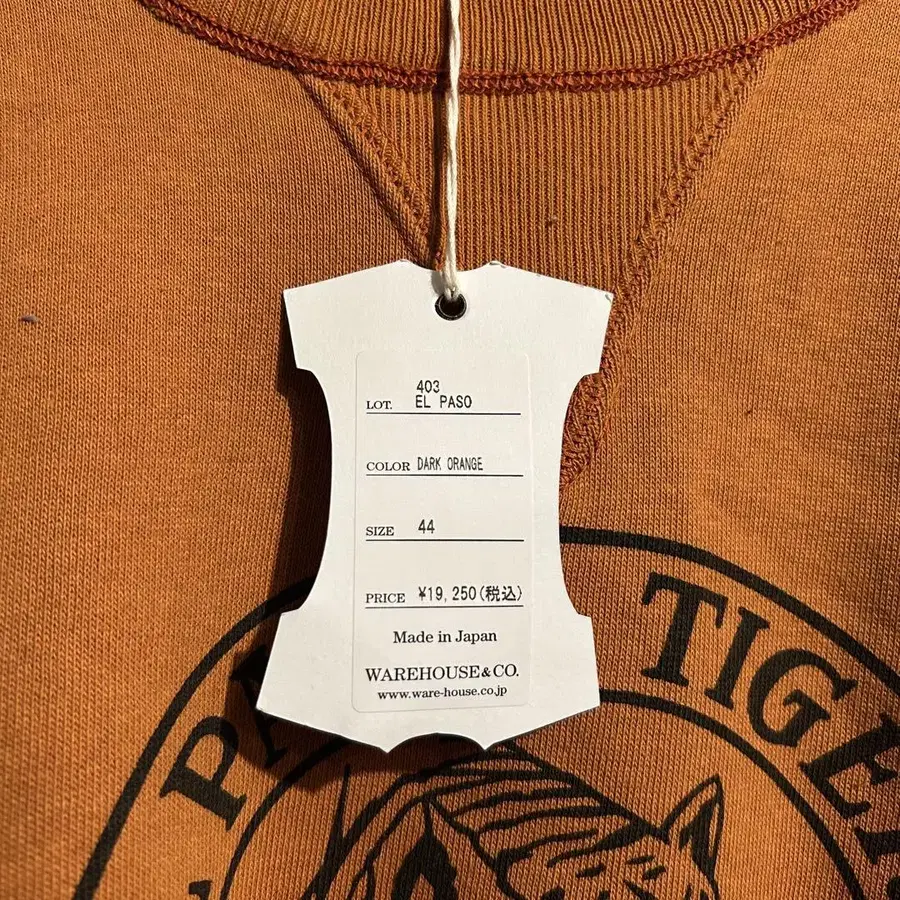 403
LOT. EL PASO
COLOR DARK ORANGE
SIZE 44
PRICE ¥19,250(税込)
Made in Japan
WAREHOUSE&CO.
www.ware-house.co.jp
TIGER